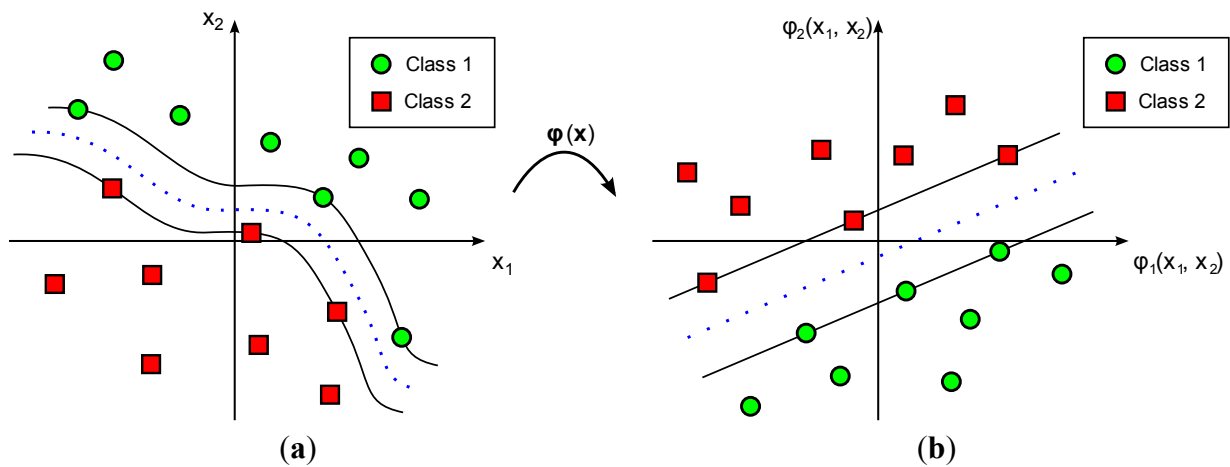 x2
Class 1
Class 2
x1
(a)
φ(x)
φ2(x1, x2)
Class 1
Class 2
φ1(x1, x2)
(b)